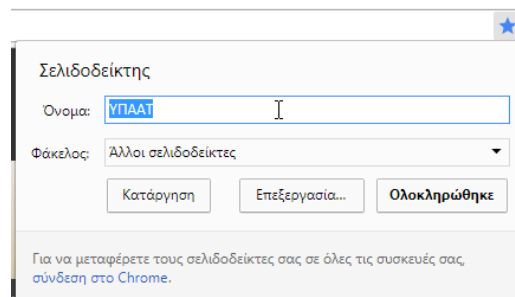 Σελιδοδείκτης
Όνομα: ΥΠΑΑΤ
Φάκελος: Άλλοι σελιδοδείκτες
Κατάργηση Επεξεργασία... Ολοκληρώθηκε
Για να μεταφέρετε τους σελιδοδείκτες σας σε όλες τις συσκευές σας,
σύνδεση στο Chrome.